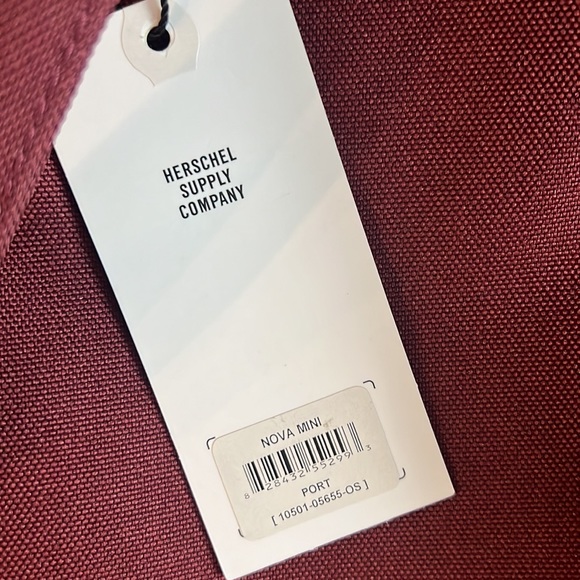 HERSCHEL
SUPPLY
COMPANY
NOVA MINI
8 28432 55299 3
PORT
[ 10501-05655-OS ]